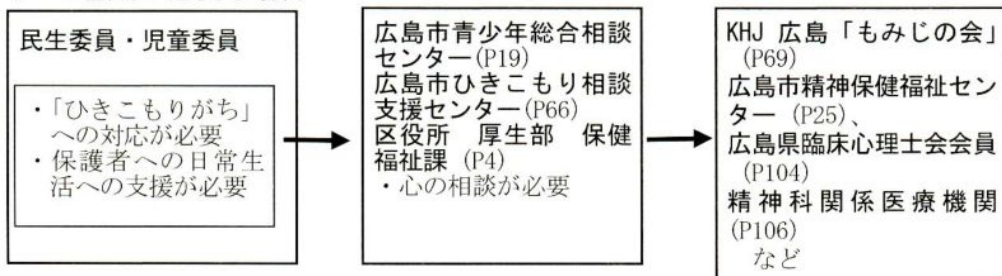 民生委員・児童委員
・「ひきこもりがち」
への対応が必要
・保護者への日常生
活への支援が必要
広島市青少年総合相談
センター(P19)
広島市ひきこもり相談
支援センター(P66)
区役所 厚生部 保健
福祉課 (P4)
・心の相談が必要
KHJ 広島「もみじの会」
(P69)
広島市精神保健福祉セン
ター (P25)、
広島県臨床心理士会会員
(P104)
精神科関係医療機関
(P106)
など